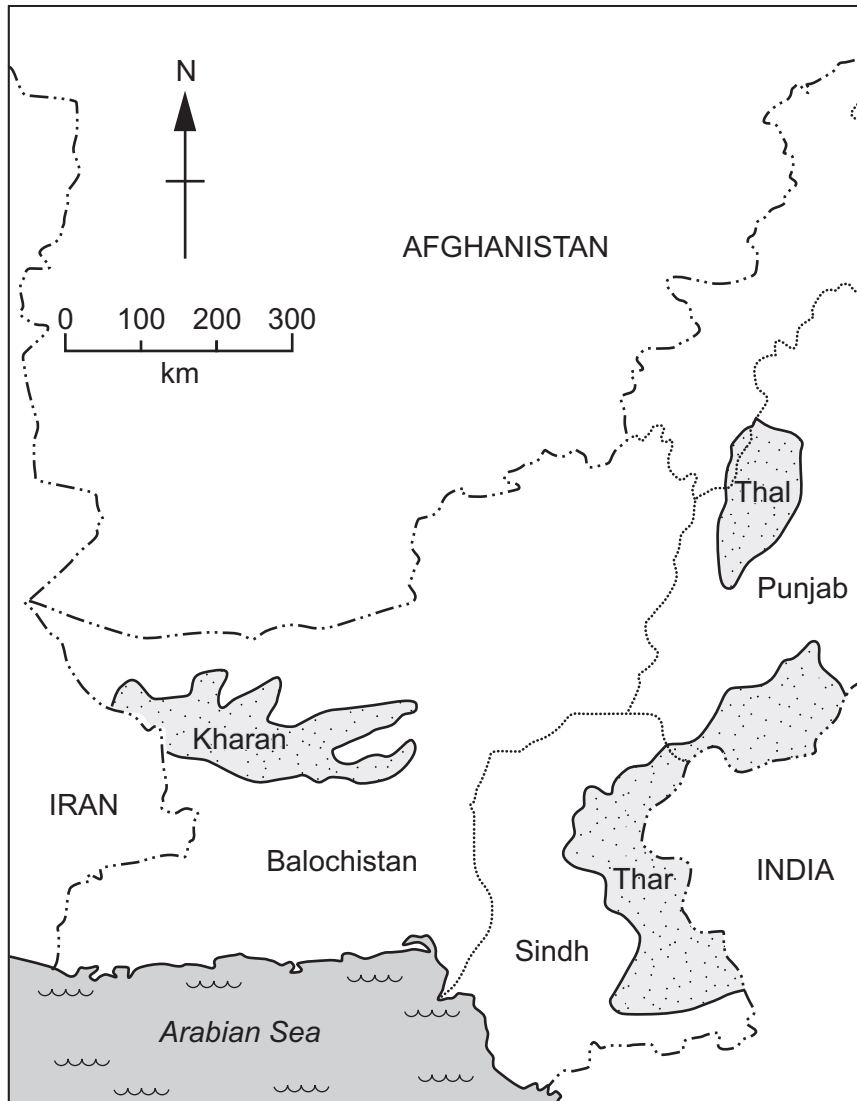 N
AFGHANISTAN
0 100 200 300
km
Thal
Punjab
Kharan
IRAN
Balochistan
Thar
INDIA
Sindh
Arabian Sea